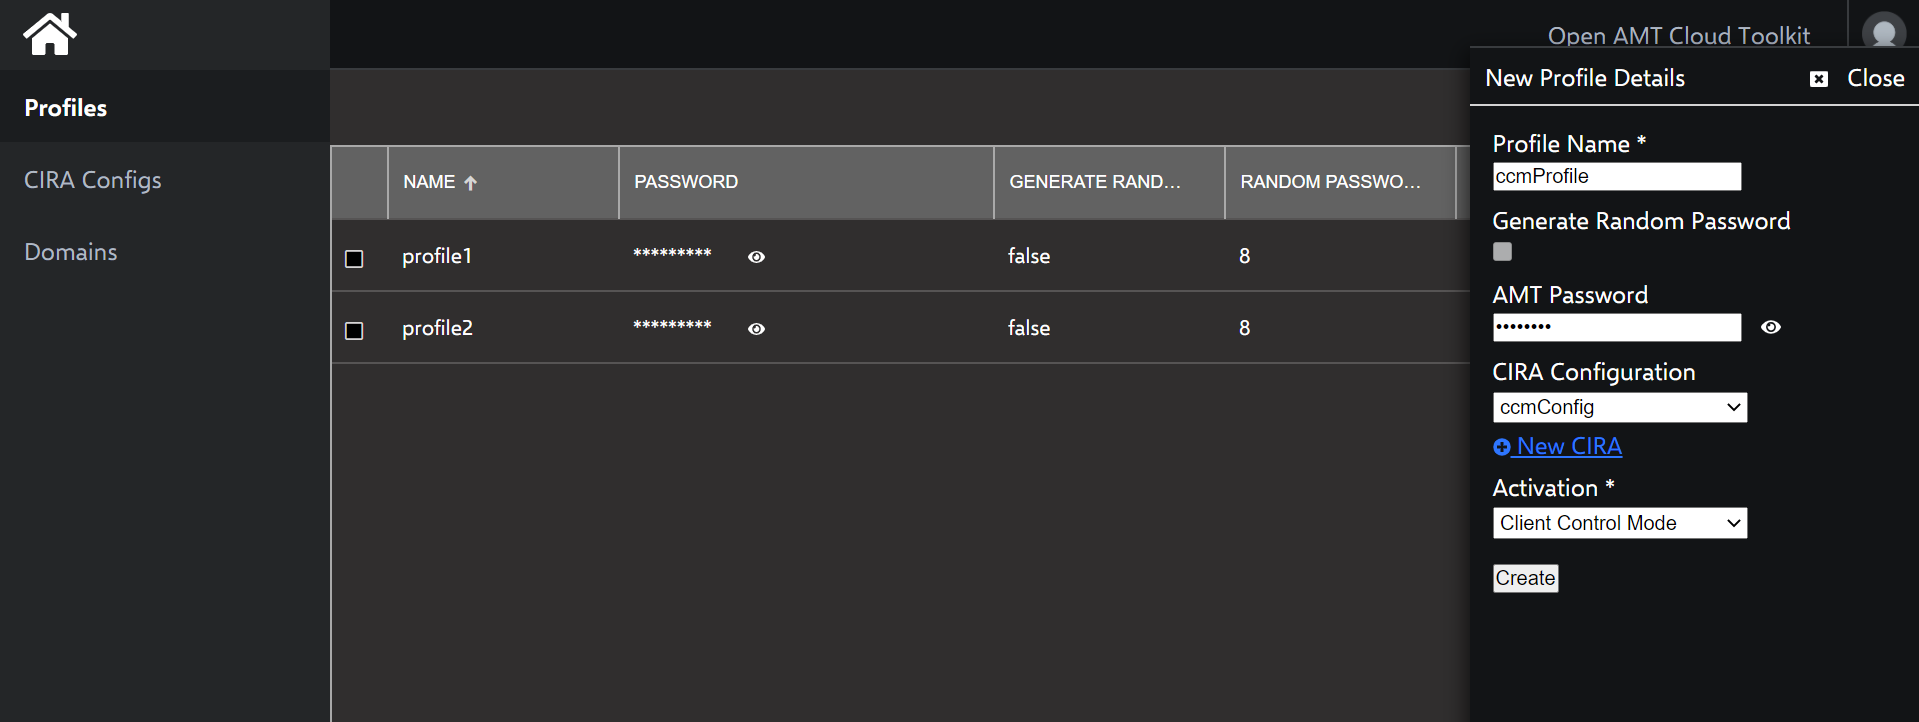 Open AMT Cloud Toolkit
Profiles
CIRA Configs
Domains
NAME PASSWORD GENERATE RAND... RANDOM PASSWO...
profile1 ********* false 8
profile2 ********* false 8
New Profile Details Close
Profile Name *
ccmProfile
Generate Random Password
AMT Password
••••••••
CIRA Configuration
ccmConfig
New CIRA
Activation *
Client Control Mode
Create